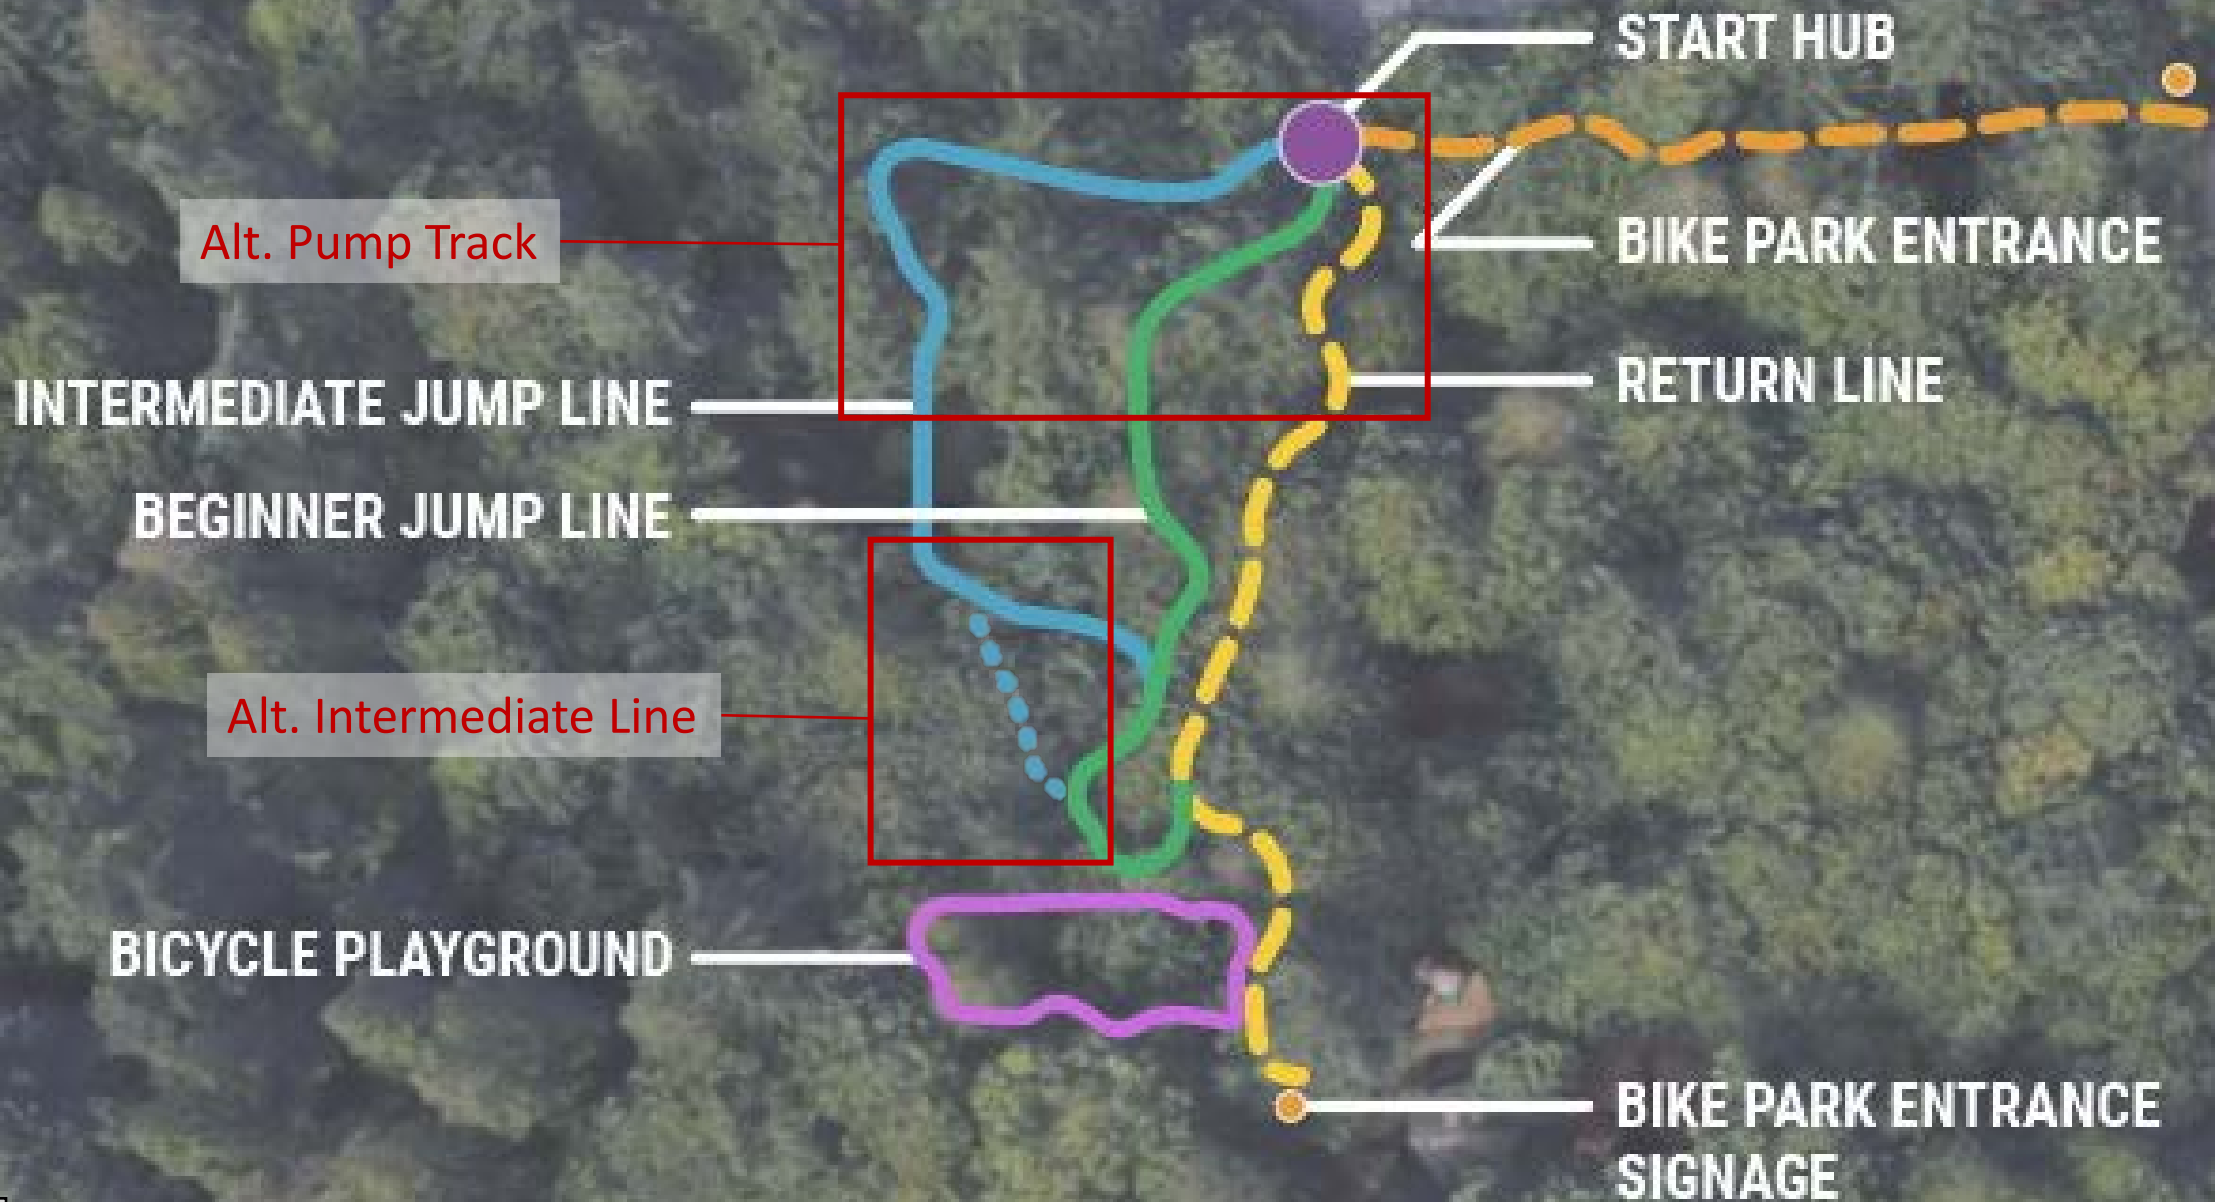 START HUB
Alt. Pump Track
BIKE PARK ENTRANCE
INTERMEDIATE JUMP LINE
RETURN LINE
BEGINNER JUMP LINE
Alt. Intermediate Line
BICYCLE PLAYGROUND
BIKE PARK ENTRANCE
SIGNAGE